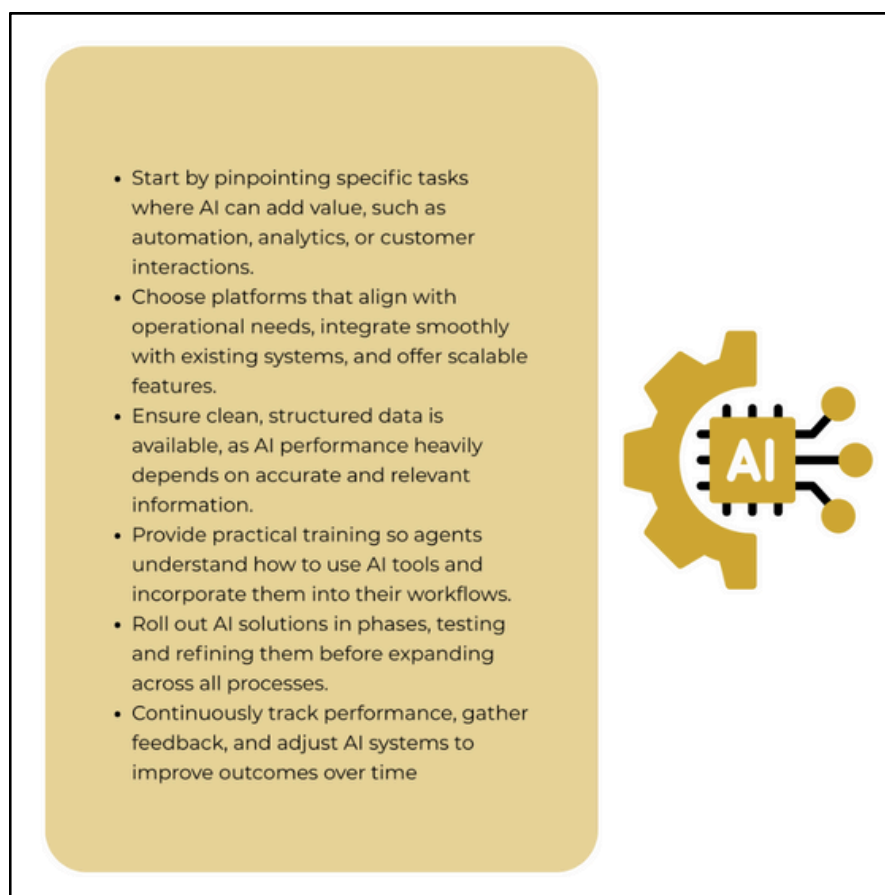 • Start by pinpointing specific tasks
where AI can add value, such as
automation, analytics, or customer
interactions.
• Choose platforms that align with
operational needs, integrate smoothly
with existing systems, and offer scalable
features.
• Ensure clean, structured data is
available, as AI performance heavily
depends on accurate and relevant
information.
• Provide practical training so agents
understand how to use AI tools and
incorporate them into their workflows.
• Roll out AI solutions in phases, testing
and refining them before expanding
across all processes.
• Continuously track performance, gather
feedback, and adjust AI systems to
improve outcomes over time
AI